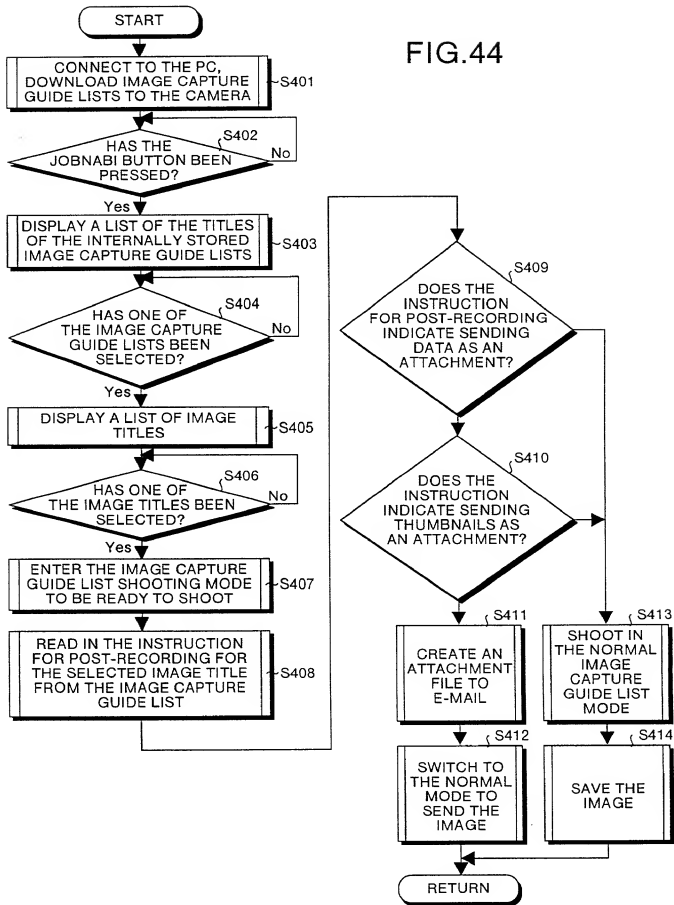 START
FIG.44
CONNECT TO THE PC,
DOWNLOAD IMAGE CAPTURE
GUIDE LISTS TO THE CAMERA
S401
S402
HAS THE
JOBNABI BUTTON BEEN
PRESSED?
No
Yes
DISPLAY A LIST OF THE TITLES
OF THE INTERNALLY STORED
IMAGE CAPTURE GUIDE LISTS
S403
S404
HAS ONE OF
THE IMAGE CAPTURE
GUIDE LISTS BEEN
SELECTED?
No
Yes
DISPLAY A LIST OF IMAGE
TITLES
S405
S406
HAS ONE OF
THE IMAGE TITLES BEEN
SELECTED?
No
Yes
ENTER THE IMAGE CAPTURE
GUIDE LIST SHOOTING MODE
TO BE READY TO SHOOT
S407
READ IN THE INSTRUCTION
FOR POST-RECORDING FOR
THE SELECTED IMAGE TITLE
FROM THE IMAGE CAPTURE
GUIDE LIST
S408
S409
DOES THE
INSTRUCTION
FOR POST-RECORDING
INDICATE SENDING
DATA AS AN
ATTACHMENT?
S410
DOES THE
INSTRUCTION
INDICATE SENDING
THUMBNAILS AS
AN ATTACHMENT?
S411
CREATE AN
ATTACHMENT
FILE TO
E-MAIL
S412
SWITCH TO
THE NORMAL
MODE TO
SEND THE
IMAGE
S413
SHOOT IN
THE NORMAL
IMAGE
CAPTURE
GUIDE LIST
MODE
S414
SAVE THE
IMAGE
RETURN